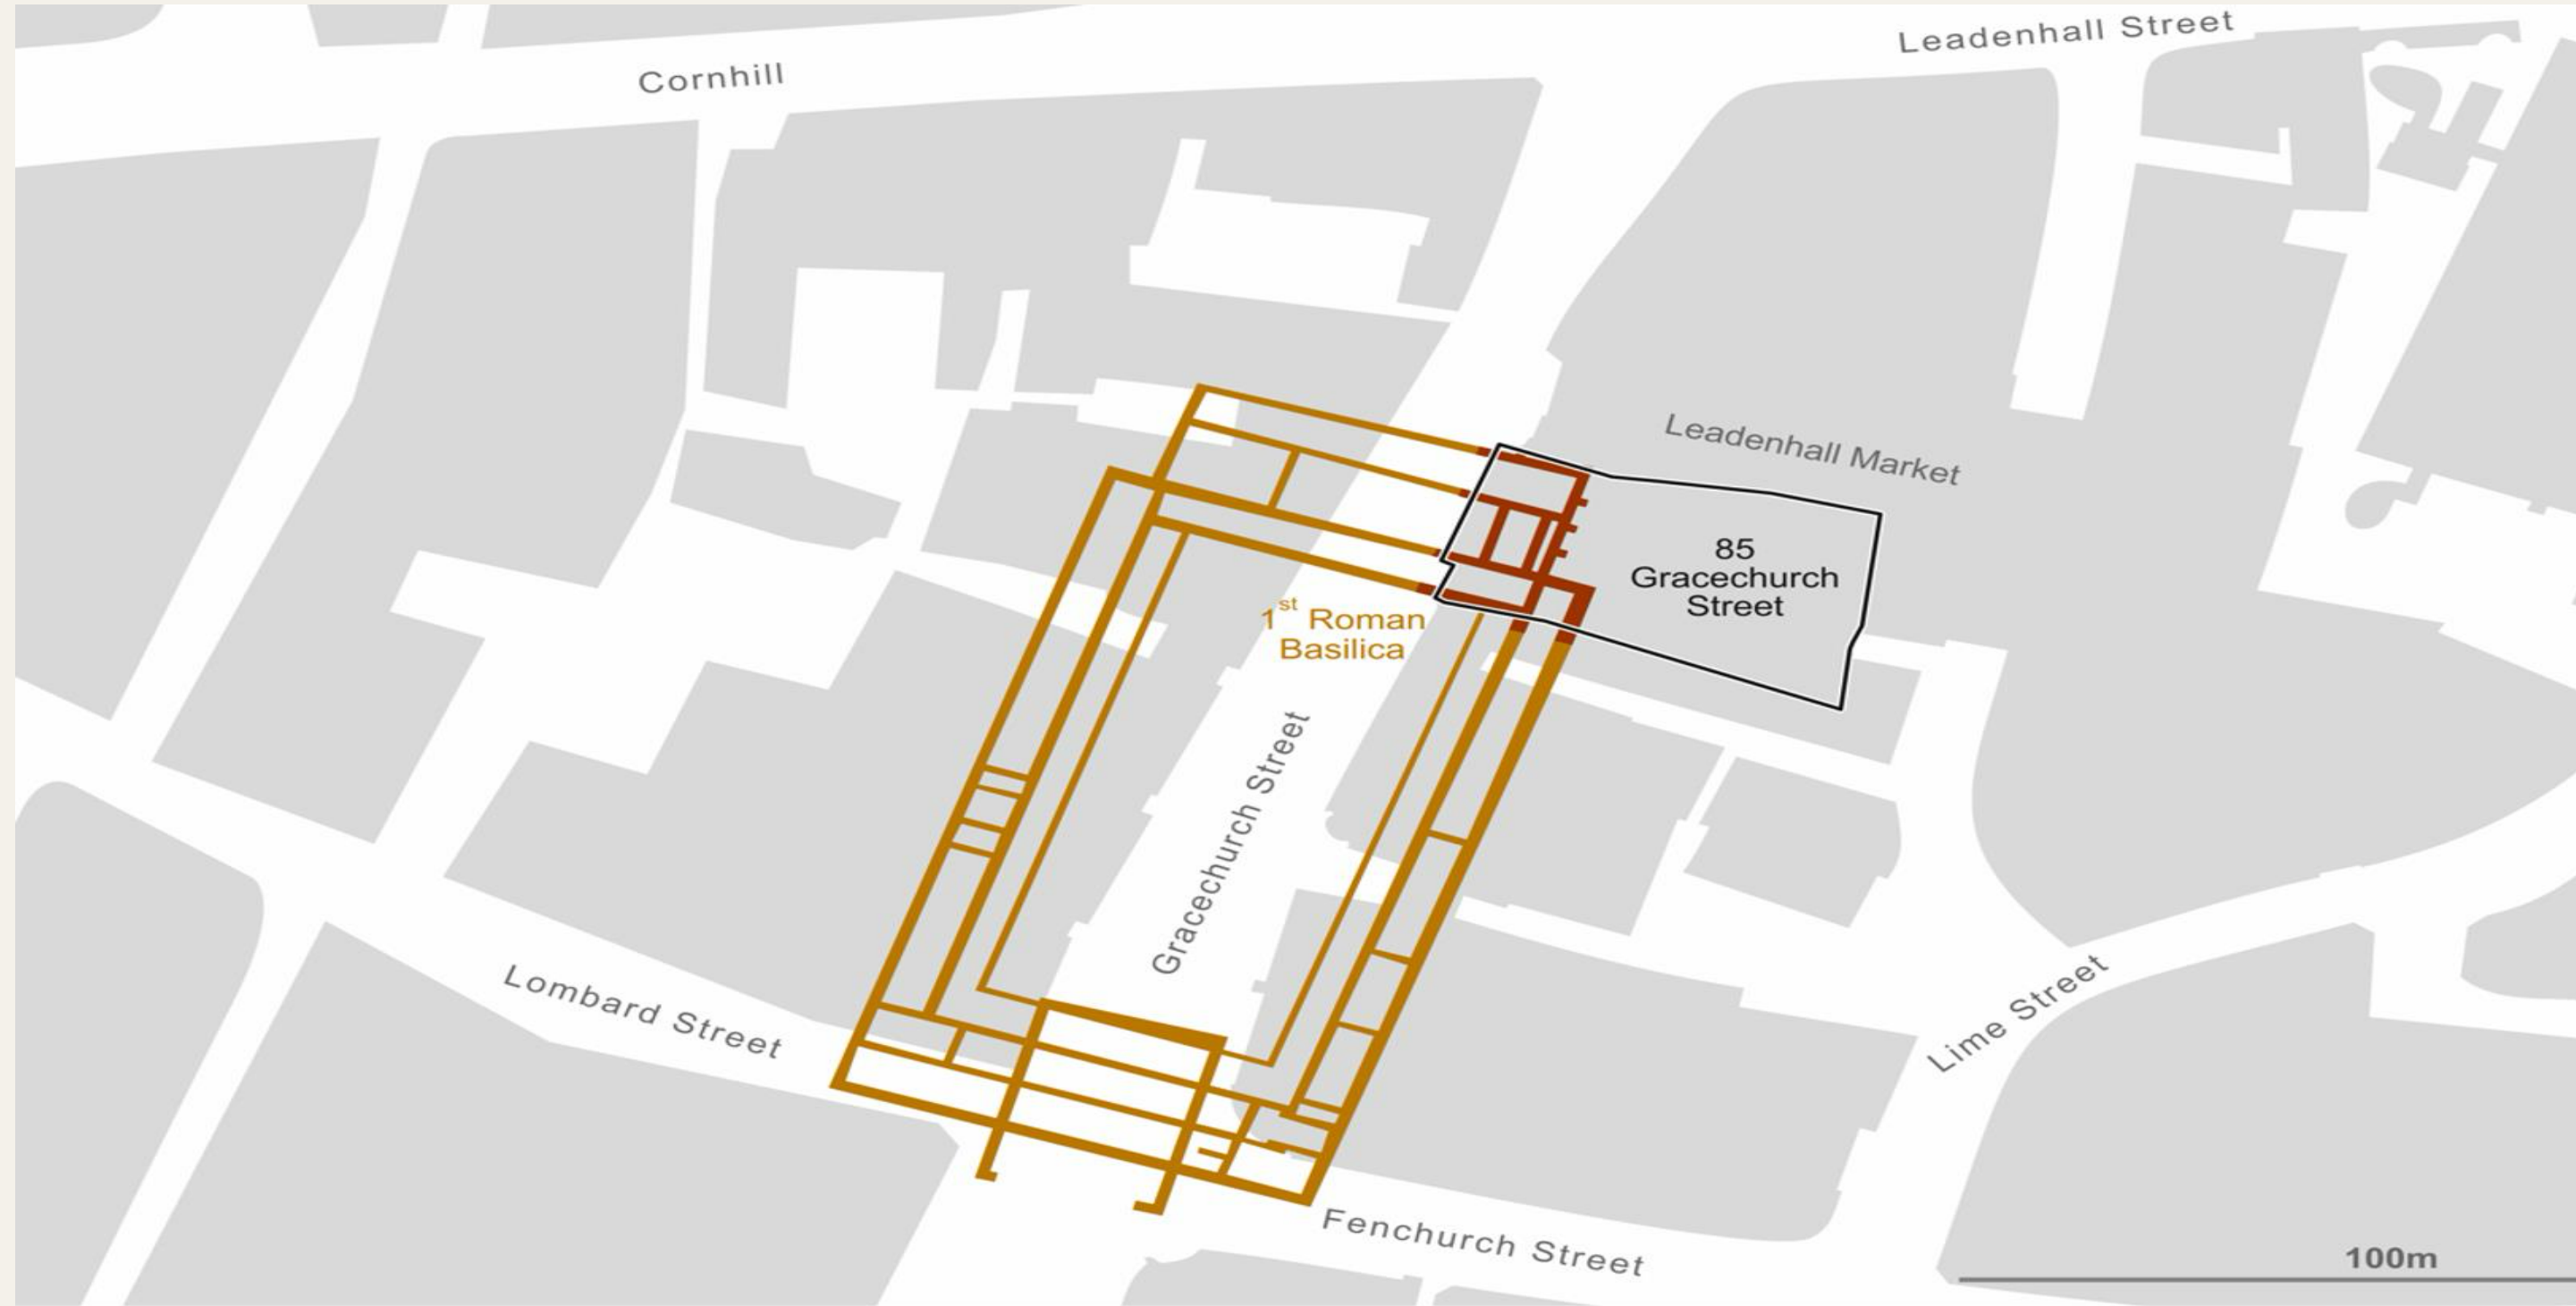 Leadenhall Street
Cornhill
Leadenhall Market
85
Gracechurch
Street
1st Roman
Basilica
Gracechurch Street
Lombard Street
Lime Street
Fenchurch Street
100m